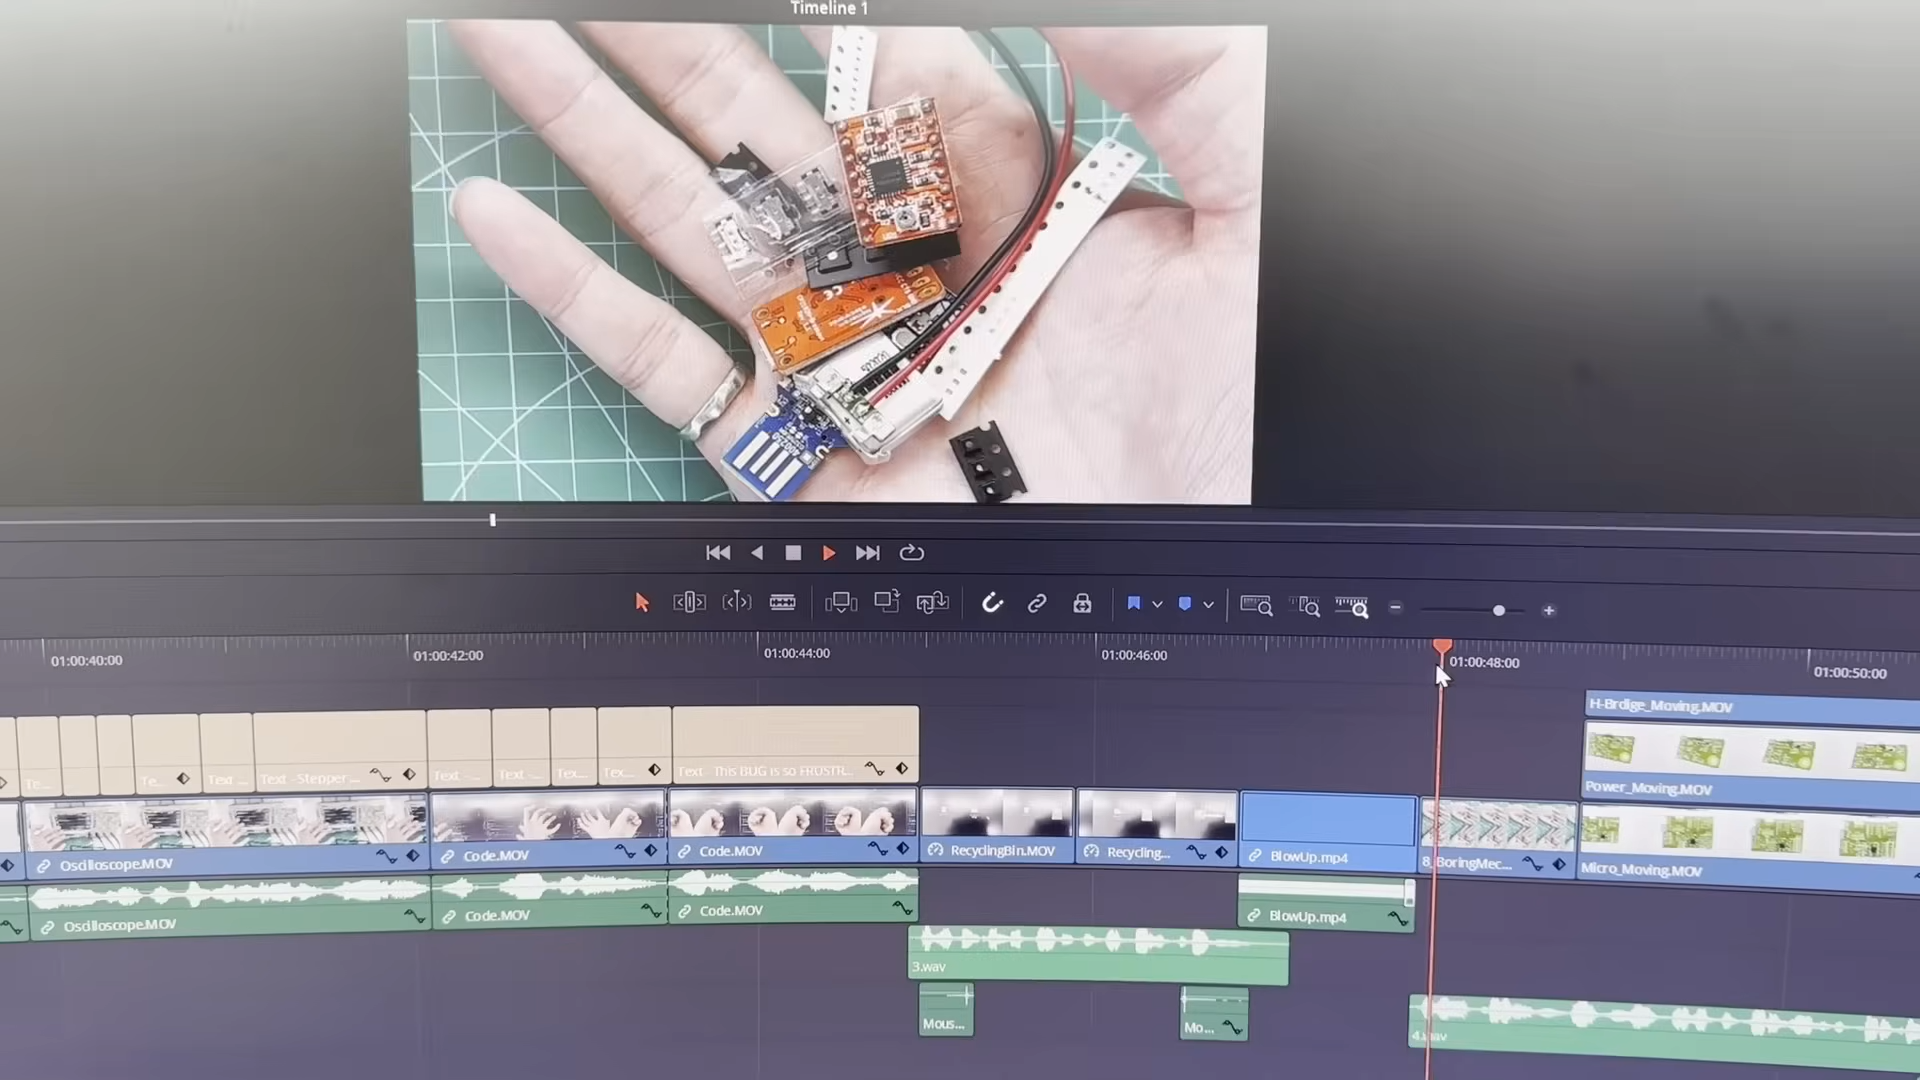 Timeline 1
01:00:40:00
01:00:42:00
01:00:44:00
01:00:46:00
01:00:48:00
01:00:50:00
H-Brdige_Moving.MOV
Te...
Te...
Text ...
Text - Stepper...
Text -...
Text -...
Tex...
Tex...
Text - This BUG is so FRUSTR...
Power_Moving.MOV
Oscilloscope.MOV
Code.MOV
Code.MOV
RecyclingBin.MOV
Recycling...
BlowUp.mp4
8_BoringMec...
Micro_Moving.MOV
Oscilloscope.MOV
Code.MOV
Code.MOV
BlowUp.mp4
3.wav
Mous...
Mo...
4.wav